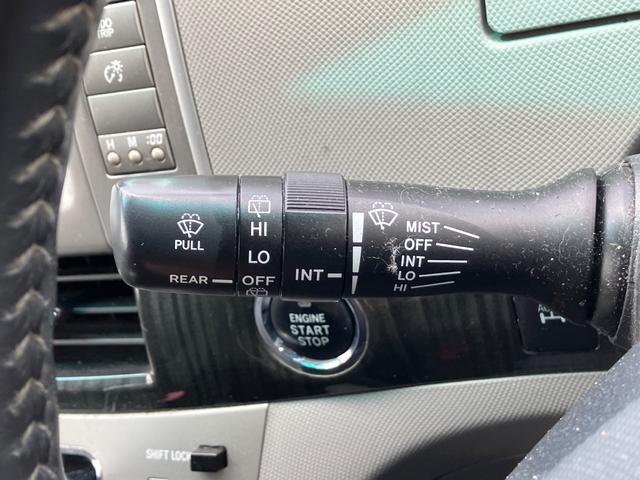 TRIP
H M :00
PULL
REAR
HI
LO
OFF
INT
MIST
OFF
INT
LO
HI
ENGINE
START
STOP
SHIFT LOCK